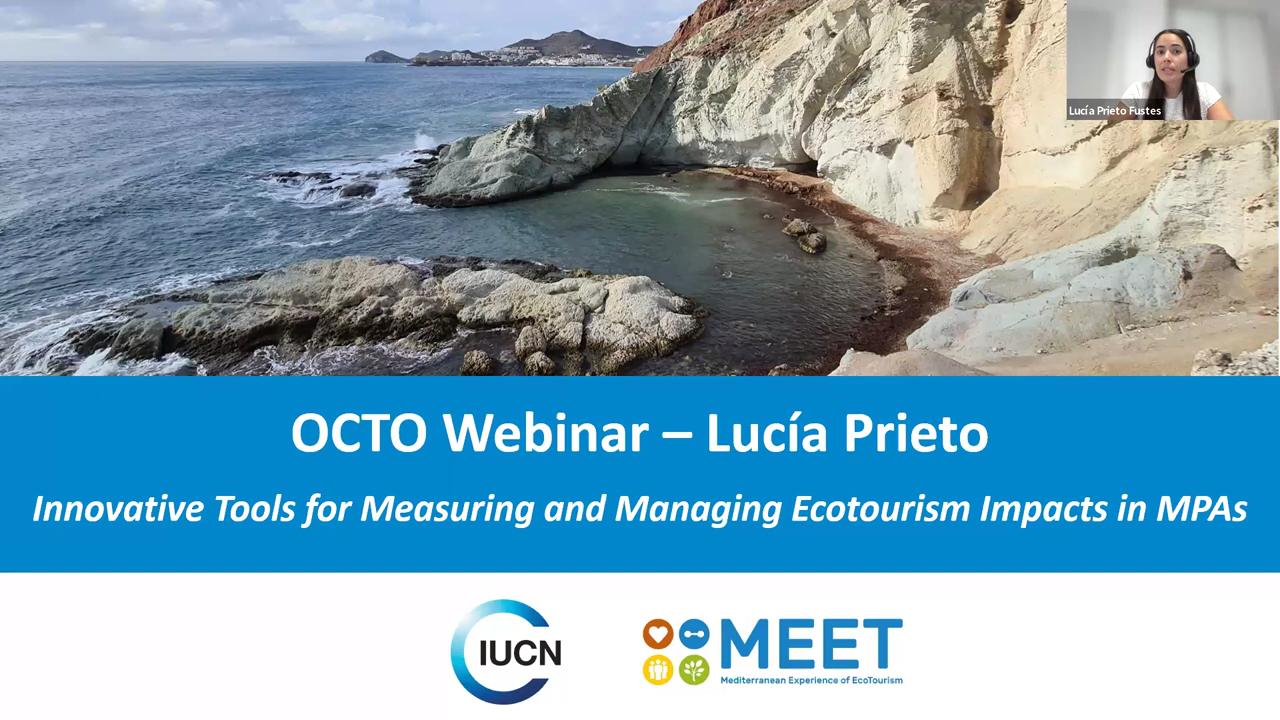 Lucía Prieto Fustes
OCTO Webinar – Lucía Prieto
Innovative Tools for Measuring and Managing Ecotourism Impacts in MPAs
IUCN
MEET
Mediterranean Experience of EcoTourism